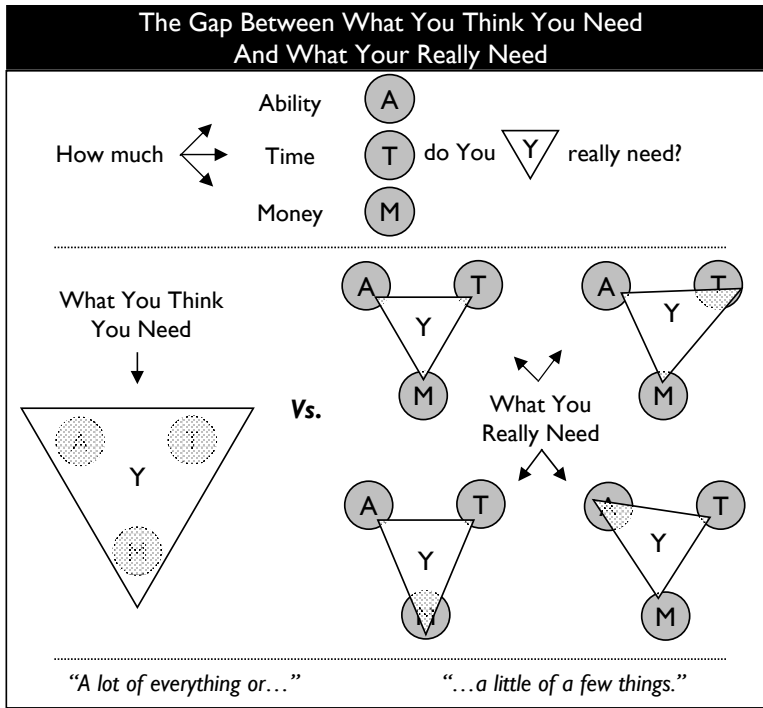 The Gap Between What You Think You Need
And What Your Really Need
Ability
A
How much
Time
T
do You
Y
really need?
Money
M
What You Think
You Need
A
T
Y
M
Vs.
A
T
Y
M
A
T
Y
M
What You
Really Need
A
T
Y
M
A
T
Y
M
“A lot of everything or…”
“…a little of a few things.”